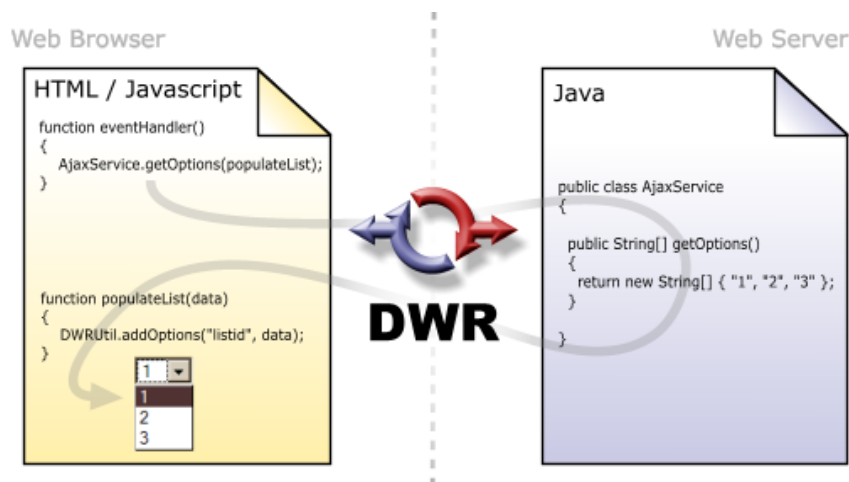 Web Browser
Web Server
HTML / Javascript
function eventHandler()
{
AjaxService.getOptions(populateList);
}
function populateList(data)
{
DWRUtil.addOptions("listid", data);
}
1
1
2
3
DWR
Java
public class AjaxService
{
public String[] getOptions()
{
return new String[] { "1", "2", "3" };
}
}